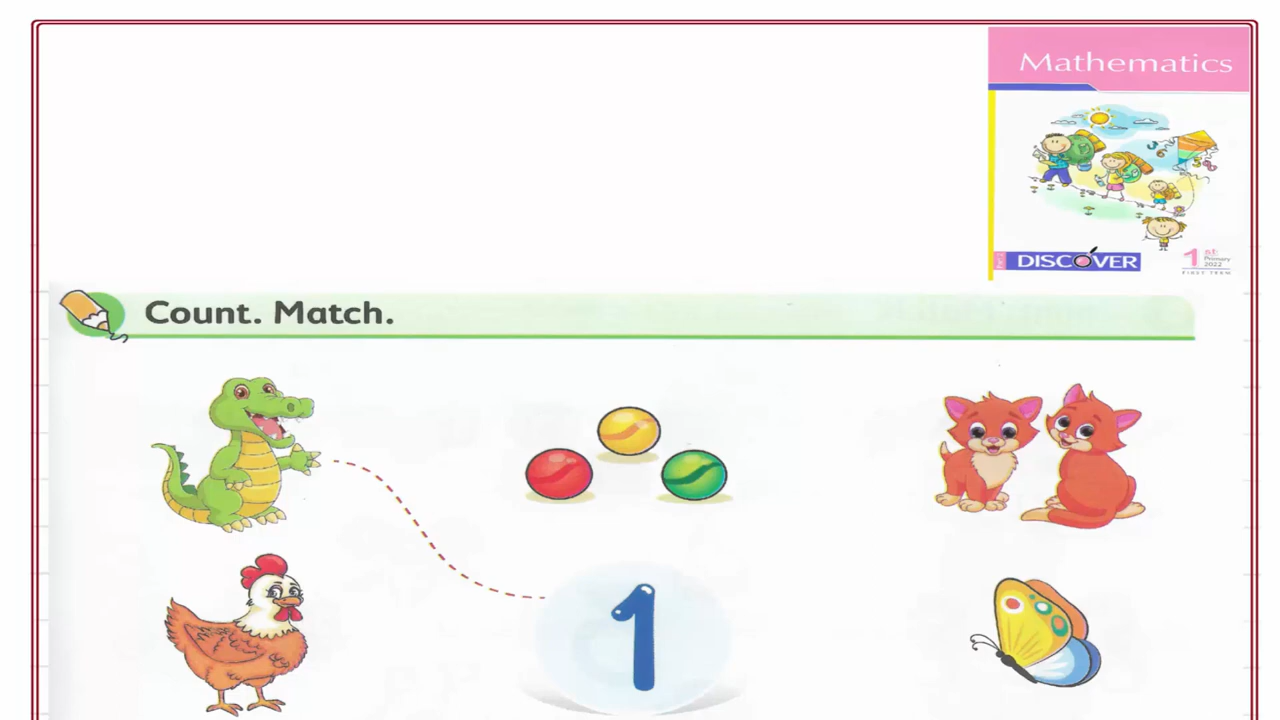 Mathematics
DISCOVER
1st
Primary
2022
FIRST TERM
Count. Match.
1